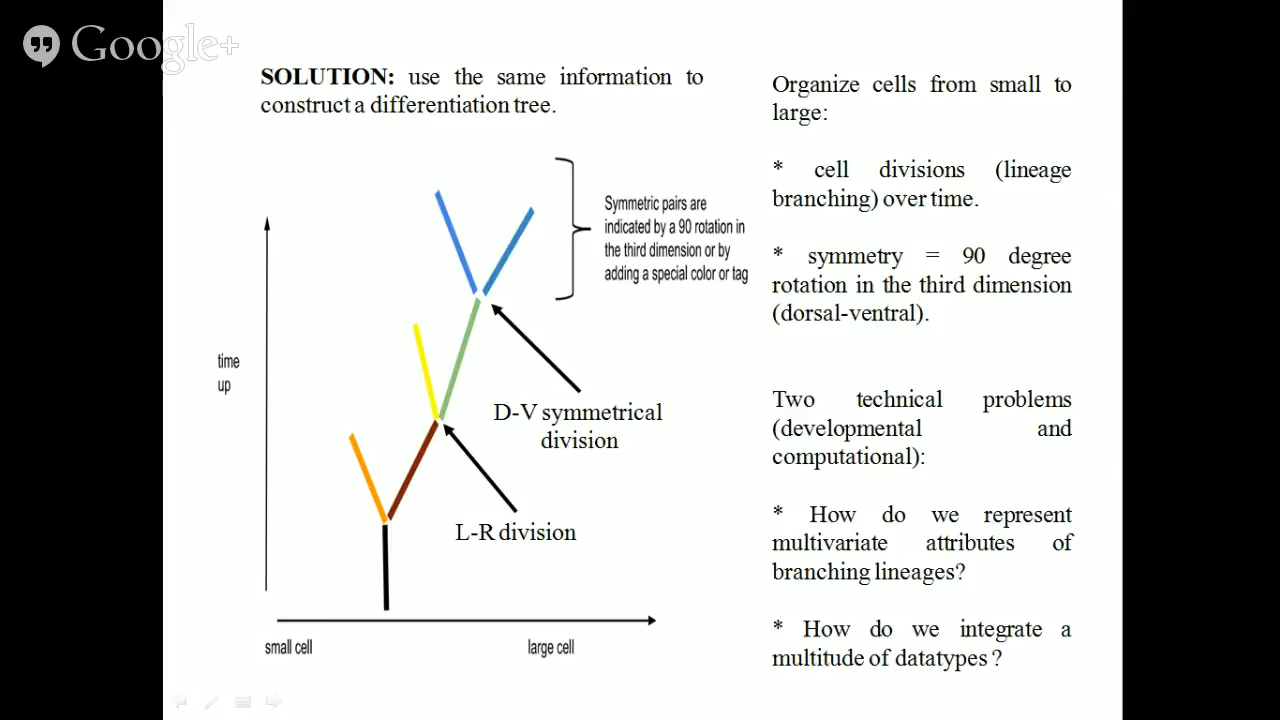 Google+
SOLUTION: use the same information to
construct a differentiation tree.
Symmetric pairs are
indicated by a 90 rotation in
the third dimension or by
adding a special color or tag
time
up
D-V symmetrical
division
L-R division
small cell
large cell
Organize cells from small to
large:
* cell divisions (lineage
branching) over time.
* symmetry = 90 degree
rotation in the third dimension
(dorsal-ventral).
Two technical problems
(developmental and
computational):
* How do we represent
multivariate attributes of
branching lineages?
* How do we integrate a
multitude of datatypes ?